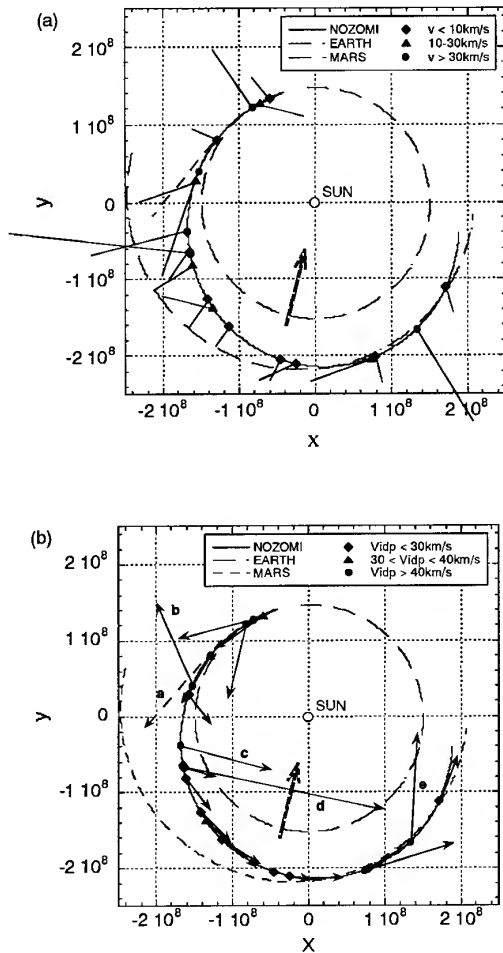 (a)
NOZOMI v < 10km/s
EARTH 10-30km/s
MARS v > 30km/s
2 10⁸
1 10⁸
0
-1 10⁸
-2 10⁸
y
SUN
-2 10⁸ -1 10⁸ 0 1 10⁸ 2 10⁸
X
(b)
NOZOMI Vidp < 30km/s
EARTH 30 < Vidp < 40km/s
MARS Vidp > 40km/s
2 10⁸
1 10⁸
0
-1 10⁸
-2 10⁸
y
b
a
SUN
c
d
e
-2 10⁸ -1 10⁸ 0 1 10⁸ 2 10⁸
X